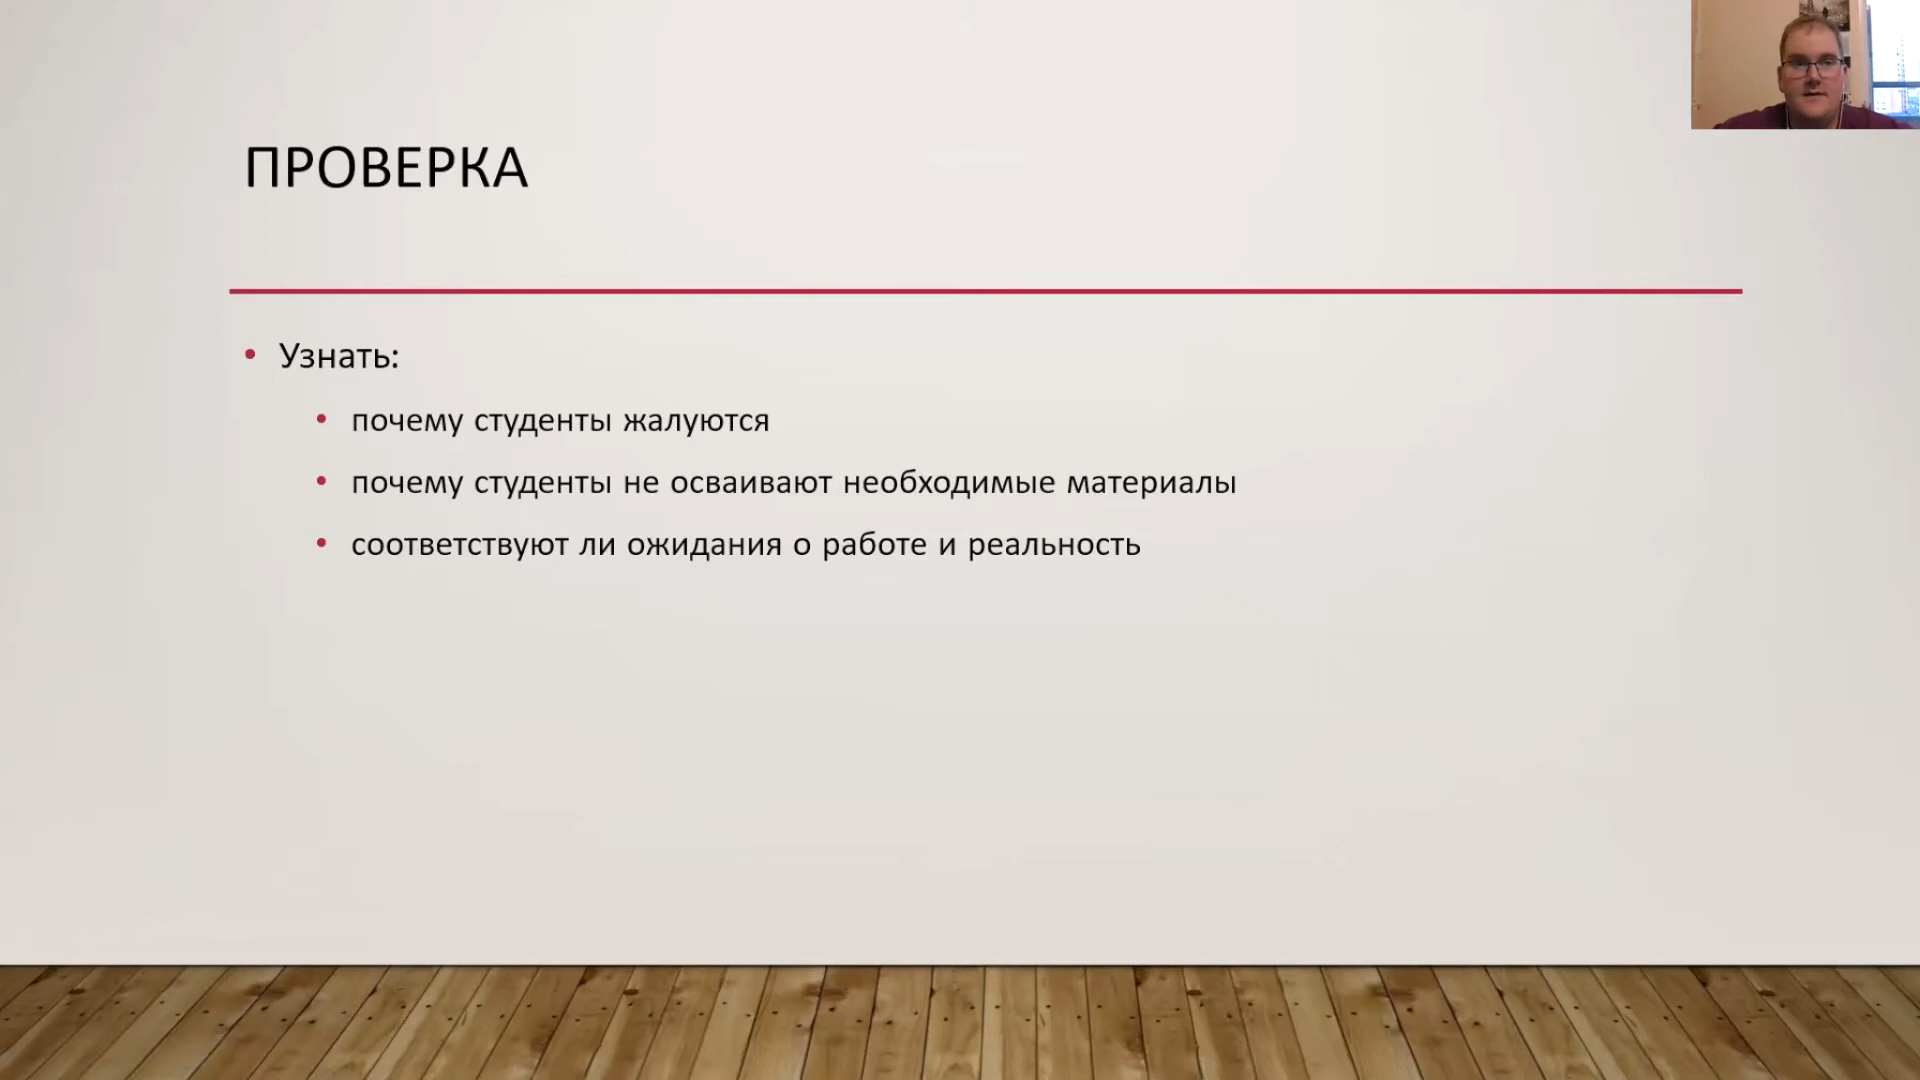 ПРОВЕРКА
Узнать:
почему студенты жалуются
почему студенты не осваивают необходимые материалы
соответствуют ли ожидания о работе и реальность